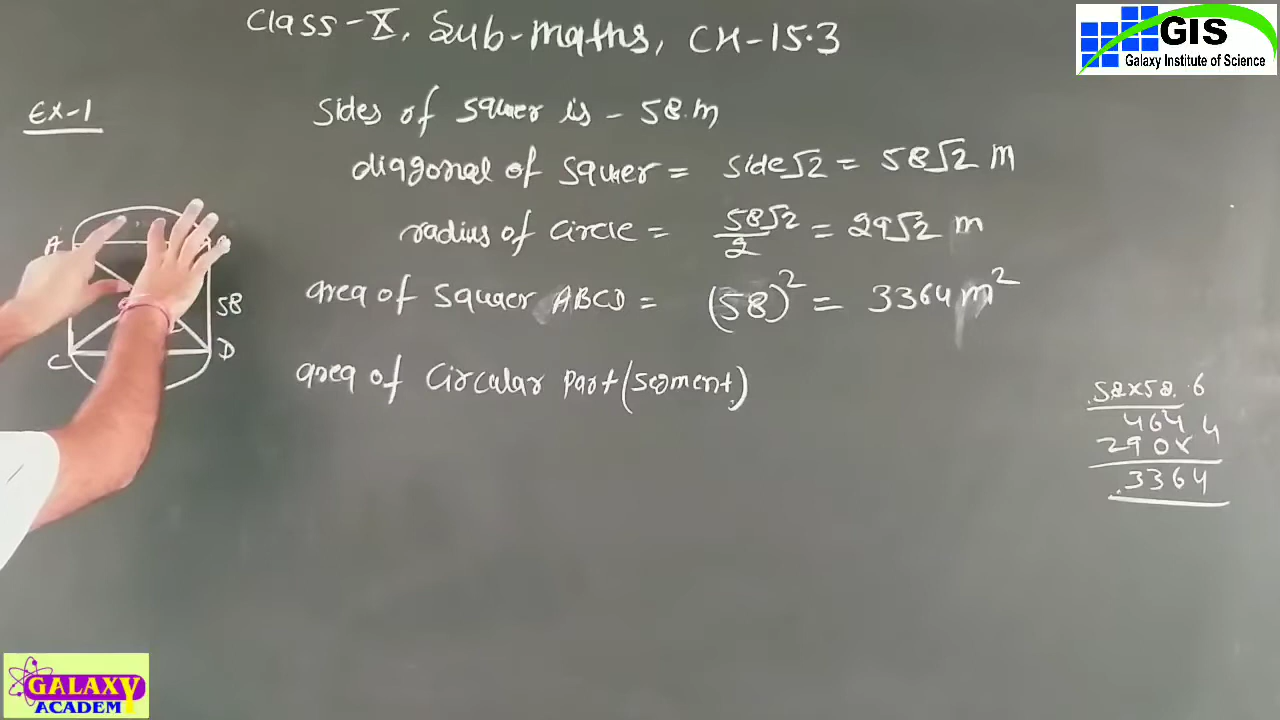 Class-X, Sub-maths, CH-15.3
GIS
Galaxy Institute of Science
Ex-1
Sides of squer is - 58 m
diagonal of squer = side√2 = 58√2 m
radius of circle = 58√2/2 = 29√2 m
area of squaer ABCD = (58)² = 3364 m²
area of Circular part (segment)
A
58
C
D
58x58.6
464 4
290x
3364
GALAXY
ACADEM